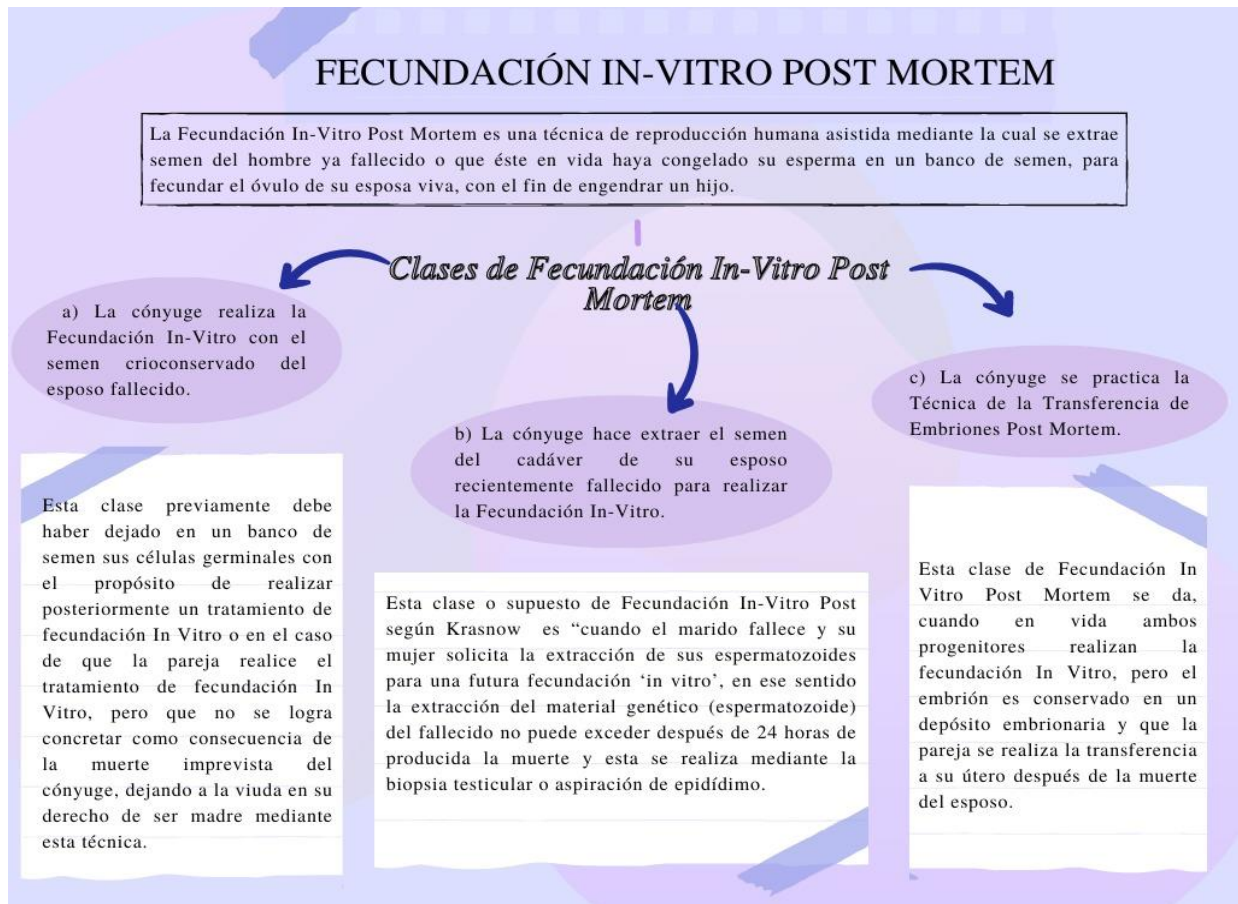 FECUNDACIÓN IN-VITRO POST MORTEM
La Fecundación In-Vitro Post Mortem es una técnica de reproducción humana asistida mediante la cual se extrae
semen del hombre ya fallecido o que éste en vida haya congelado su esperma en un banco de semen, para
fecundar el óvulo de su esposa viva, con el fin de engendrar un hijo.
Clases de Fecundación In-Vitro Post
Mortem
a) La cónyuge realiza la
Fecundación In-Vitro con el
semen crioconservado del
esposo fallecido.
Esta clase previamente debe
haber dejado en un banco de
semen sus células germinales con
el propósito de realizar
posteriormente un tratamiento de
fecundación In Vitro o en el caso
de que la pareja realice el
tratamiento de fecundación In
Vitro, pero que no se logra
concretar como consecuencia de
la muerte imprevista del
cónyuge, dejando a la viuda en su
derecho de ser madre mediante
esta técnica.
b) La cónyuge hace extraer el semen
del cadáver de su esposo
recientemente fallecido para realizar
la Fecundación In-Vitro.
Esta clase o supuesto de Fecundación In-Vitro Post
según Krasnow es “cuando el marido fallece y su
mujer solicita la extracción de sus espermatozoides
para una futura fecundación ‘in vitro’, en ese sentido
la extracción del material genético (espermatozoide)
del fallecido no puede exceder después de 24 horas de
producida la muerte y esta se realiza mediante la
biopsia testicular o aspiración de epidídimo.
c) La cónyuge se practica la
Técnica de la Transferencia de
Embriones Post Mortem.
Esta clase de Fecundación In
Vitro Post Mortem se da,
cuando en vida ambos
progenitores realizan la
fecundación In Vitro, pero el
embrión es conservado en un
depósito embrionaria y que la
pareja se realiza la transferencia
a su útero después de la muerte
del esposo.